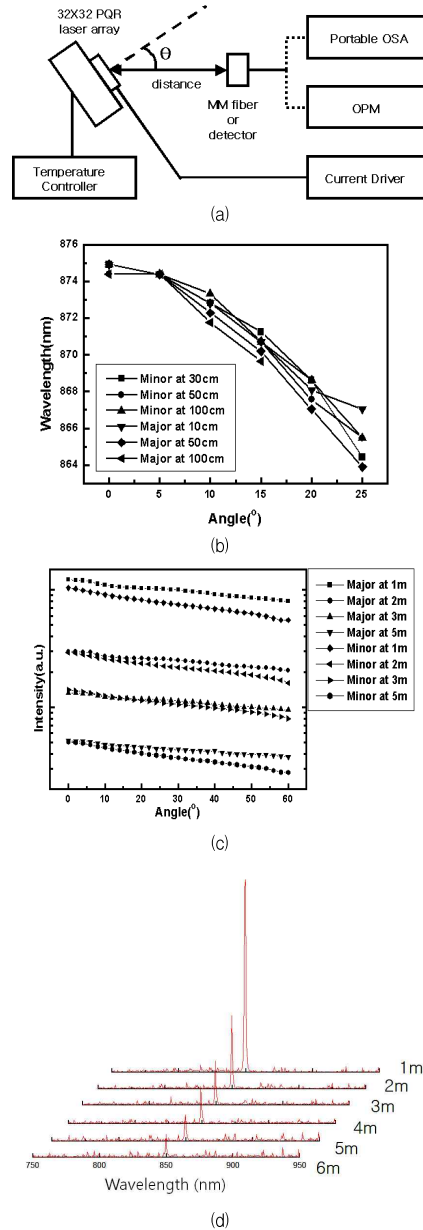 32X32 PQR
laser array
θ
distance
MM fiber
or
detector
Portable OSA
OPM
Temperature
Controller
Current Driver
(a)
876
874
872
870
868
866
864
Wavelength(nm)
Minor at 30cm
Minor at 50cm
Minor at 100cm
Major at 10cm
Major at 50cm
Major at 100cm
0 5 10 15 20 25
Angle(°)
(b)
Intensity(a.u.)
Major at 1m
Major at 2m
Major at 3m
Major at 5m
Minor at 1m
Minor at 2m
Minor at 3m
Minor at 5m
0 10 20 30 40 50 60
Angle(°)
(c)
1m
2m
3m
4m
5m
6m
750 800 850 900 950
Wavelength (nm)
(d)